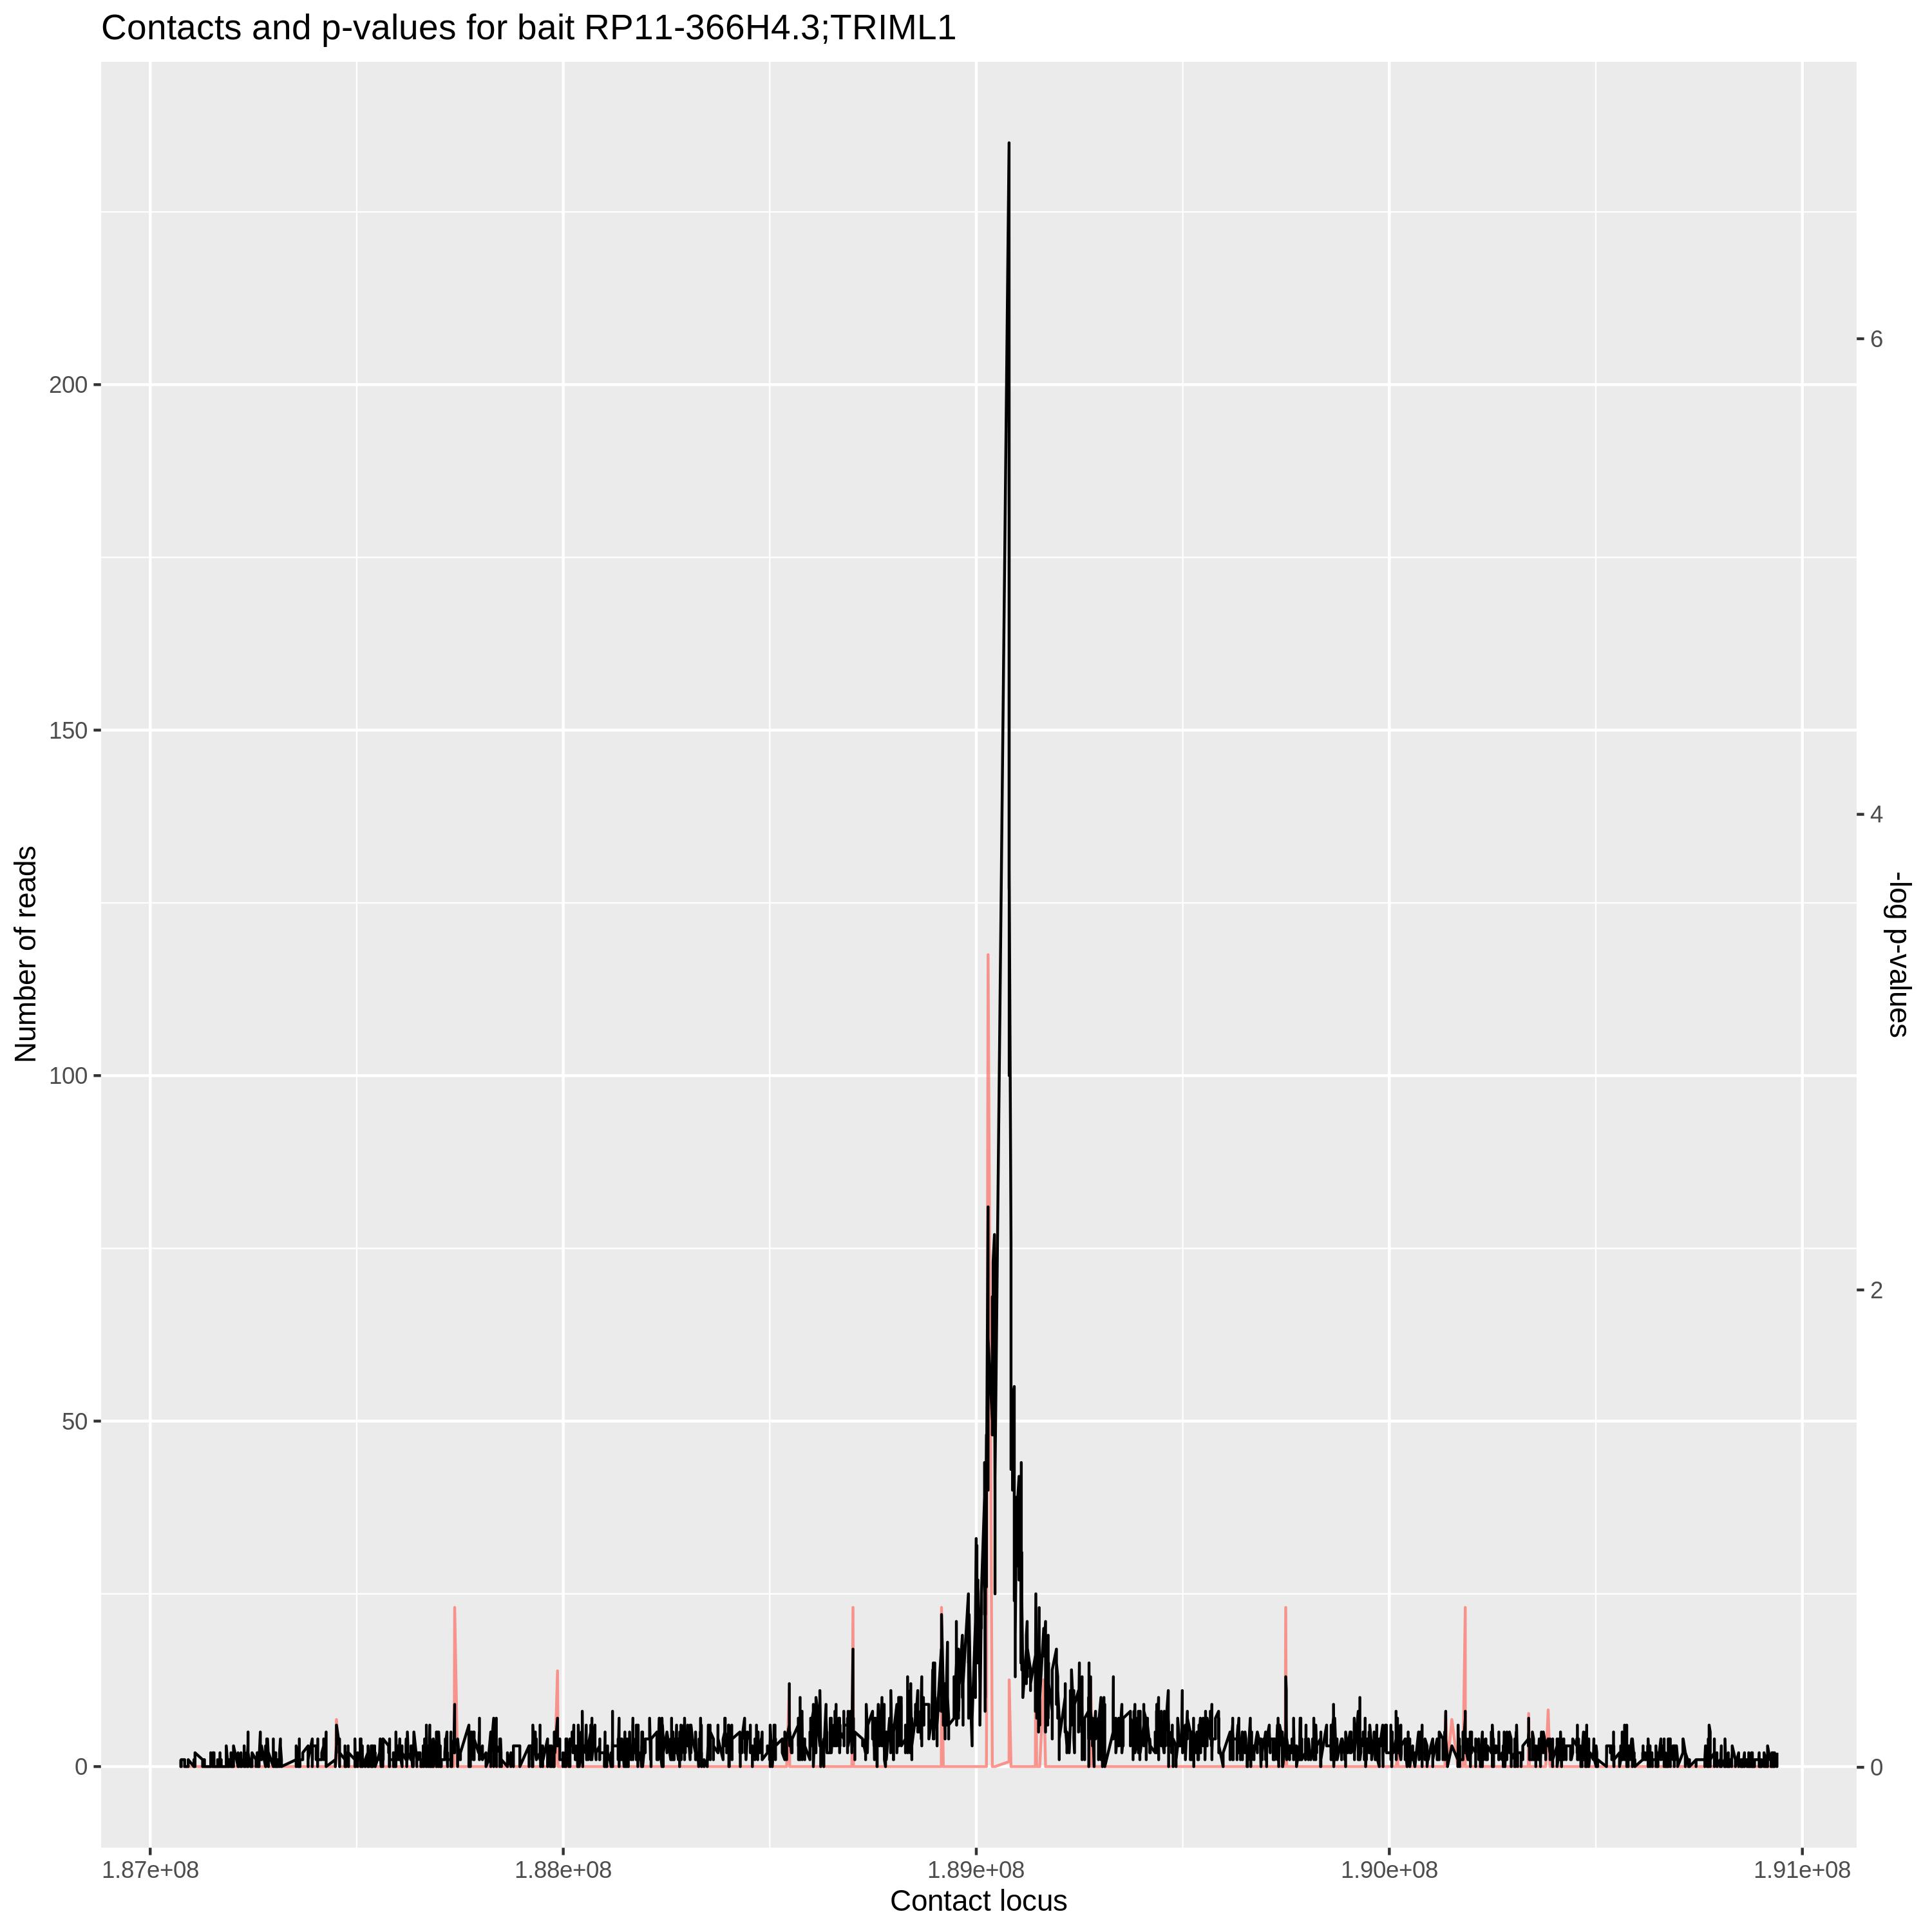 Contacts and p-values for bait RP11-366H4.3;TRIML1
Number of reads
200
150
100
50
0
6
4
2
0
-log p-values
1.87e+08 1.88e+08 1.89e+08 1.90e+08 1.91e+08
Contact locus